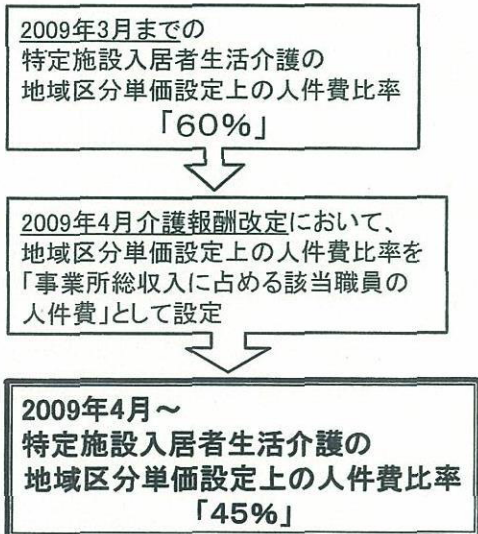 2009年3月までの
特定施設入居者生活介護の
地域区分単価設定上の人件費比率
「60%」
2009年4月介護報酬改定において、
地域区分単価設定上の人件費比率を
「事業所総収入に占める該当職員の
人件費」として設定
2009年4月～
特定施設入居者生活介護の
地域区分単価設定上の人件費比率
「45%」